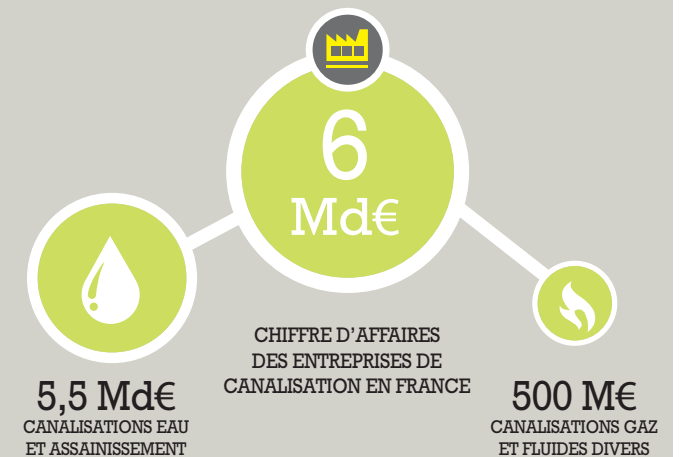 6
Md€
CHIFFRE D'AFFAIRES
DES ENTREPRISES DE
CANALISATION EN FRANCE
5,5 Md€
CANALISATIONS EAU
ET ASSAINISSEMENT
500 M€
CANALISATIONS GAZ
ET FLUIDES DIVERS